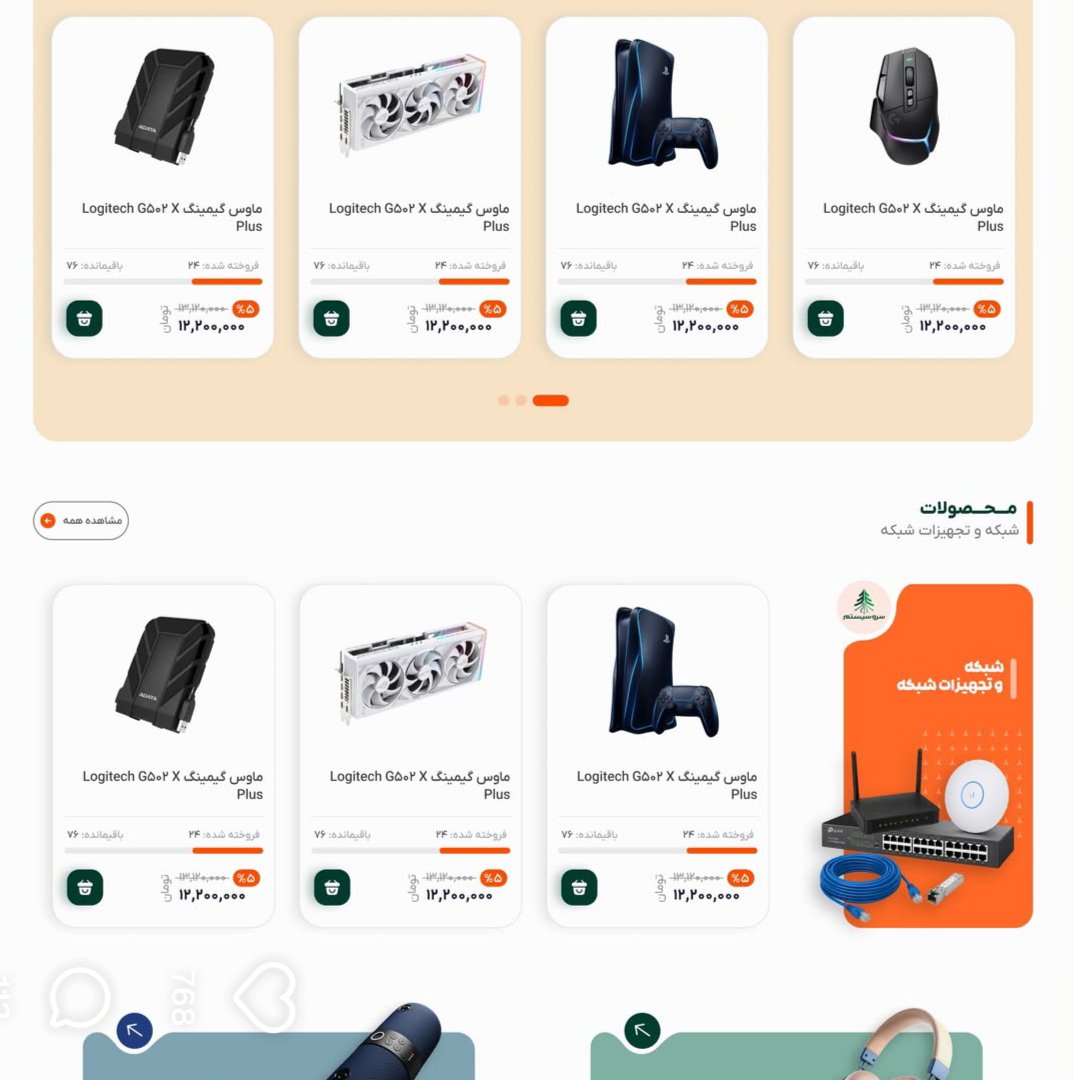 ADATA
ماوس گیمینگ Logitech G۵۰۲ X
Plus
فروخته شده: ۲۴
باقیمانده: ۷۶
%۵
۱۳,۱۲۰,۰۰۰
۱۲,۲۰۰,۰۰۰
تومان
ماوس گیمینگ Logitech G۵۰۲ X
Plus
فروخته شده: ۲۴
باقیمانده: ۷۶
%۵
۱۳,۱۲۰,۰۰۰
۱۲,۲۰۰,۰۰۰
تومان
ماوس گیمینگ Logitech G۵۰۲ X
Plus
فروخته شده: ۲۴
باقیمانده: ۷۶
%۵
۱۳,۱۲۰,۰۰۰
۱۲,۲۰۰,۰۰۰
تومان
ماوس گیمینگ Logitech G۵۰۲ X
Plus
فروخته شده: ۲۴
باقیمانده: ۷۶
%۵
۱۳,۱۲۰,۰۰۰
۱۲,۲۰۰,۰۰۰
تومان
مـحـصولات
شبکه و تجهیزات شبکه
مشاهده همه
سروسیستم
شبکه
و تجهیزات شبکه
ADATA
ماوس گیمینگ Logitech G۵۰۲ X
Plus
فروخته شده: ۲۴
باقیمانده: ۷۶
%۵
۱۳,۱۲۰,۰۰۰
۱۲,۲۰۰,۰۰۰
تومان
ماوس گیمینگ Logitech G۵۰۲ X
Plus
فروخته شده: ۲۴
باقیمانده: ۷۶
%۵
۱۳,۱۲۰,۰۰۰
۱۲,۲۰۰,۰۰۰
تومان
ماوس گیمینگ Logitech G۵۰۲ X
Plus
فروخته شده: ۲۴
باقیمانده: ۷۶
%۵
۱۳,۱۲۰,۰۰۰
۱۲,۲۰۰,۰۰۰
تومان
768